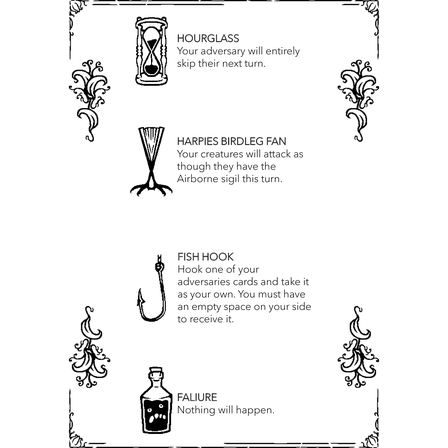 HOURGLASS
Your adversary will entirely
skip their next turn.
HARPIES BIRDLEG FAN
Your creatures will attack as
though they have the
Airborne sigil this turn.
FISH HOOK
Hook one of your
adversaries cards and take it
as your own. You must have
an empty space on your side
to receive it.
FALIURE
Nothing will happen.